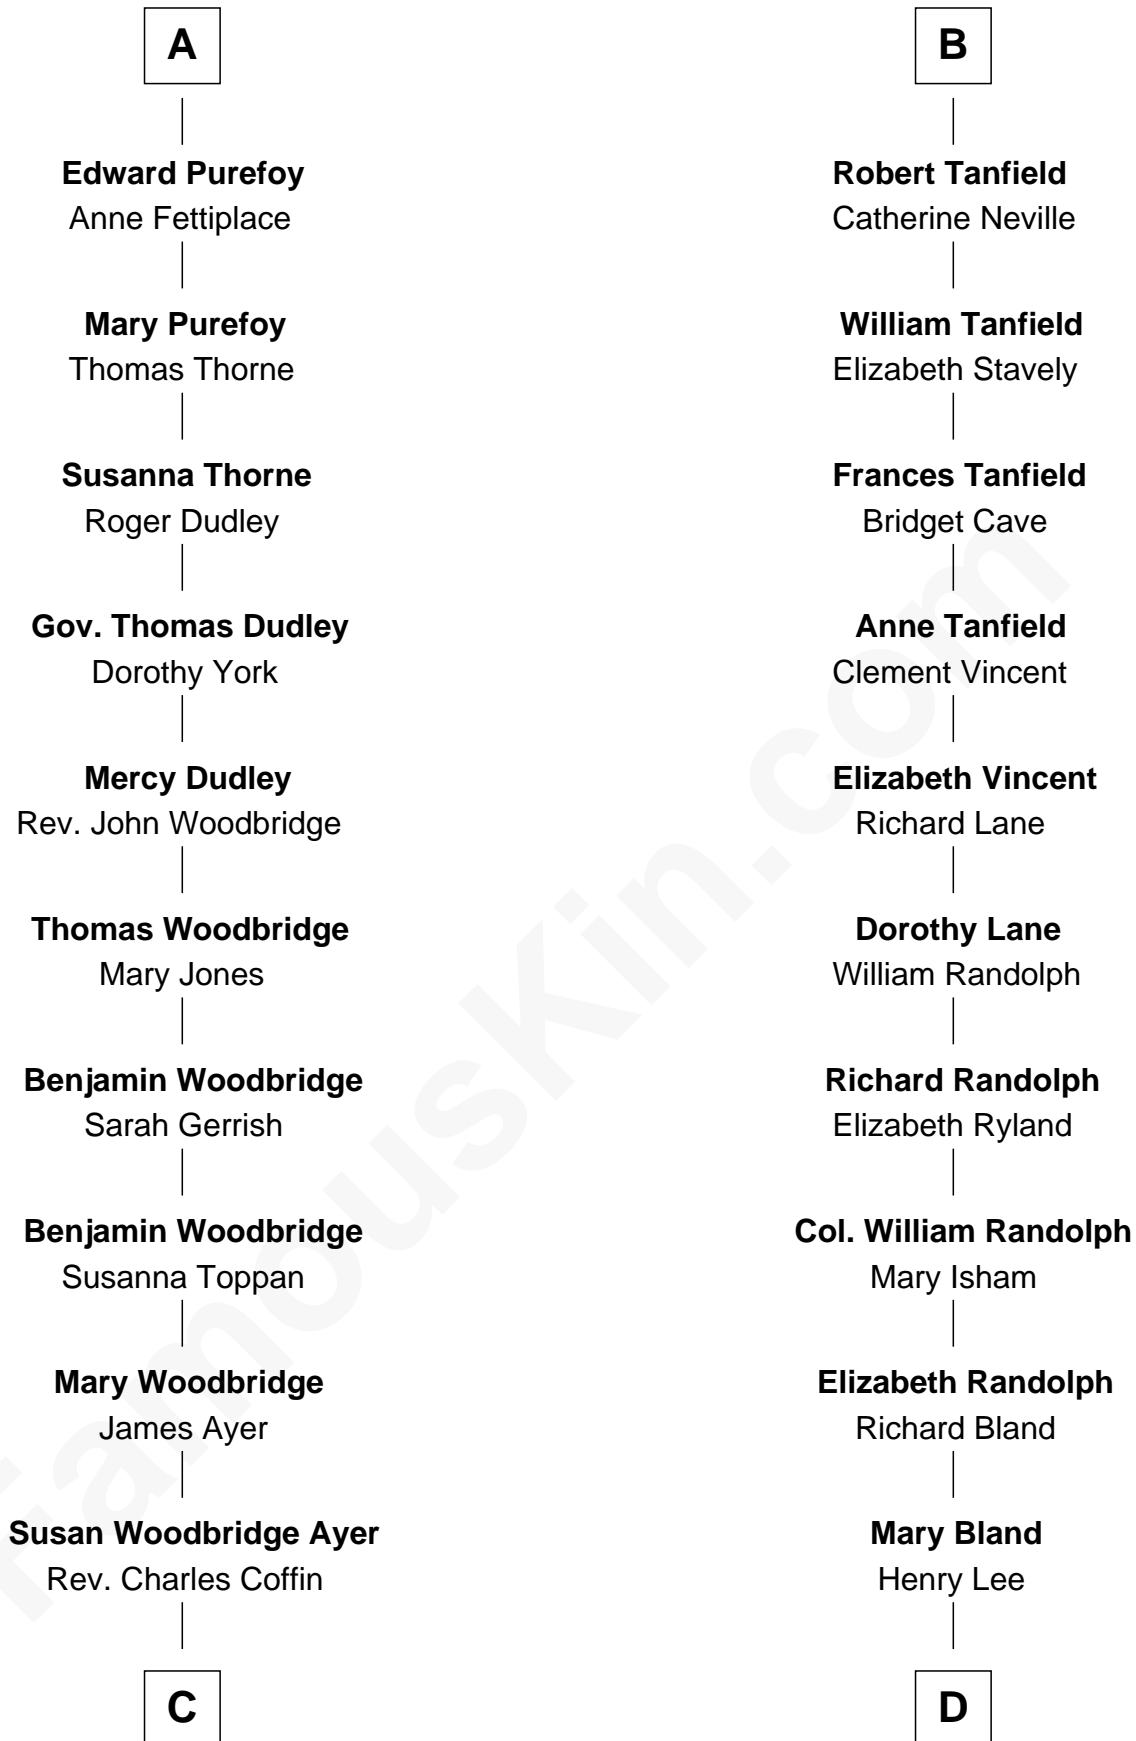 A
Edward Purefoy
Anne Fettiplace
Mary Purefoy
Thomas Thorne
Susanna Thorne
Roger Dudley
Gov. Thomas Dudley
Dorothy York
Mercy Dudley
Rev. John Woodbridge
Thomas Woodbridge
Mary Jones
Benjamin Woodbridge
Sarah Gerrish
Benjamin Woodbridge
Susanna Toppan
Mary Woodbridge
James Ayer
Susan Woodbridge Ayer
Rev. Charles Coffin
C
B
Robert Tanfield
Catherine Neville
William Tanfield
Elizabeth Stavely
Frances Tanfield
Bridget Cave
Anne Tanfield
Clement Vincent
Elizabeth Vincent
Richard Lane
Dorothy Lane
William Randolph
Richard Randolph
Elizabeth Ryland
Col. William Randolph
Mary Isham
Elizabeth Randolph
Richard Bland
Mary Bland
Henry Lee
D
FamousKin.com